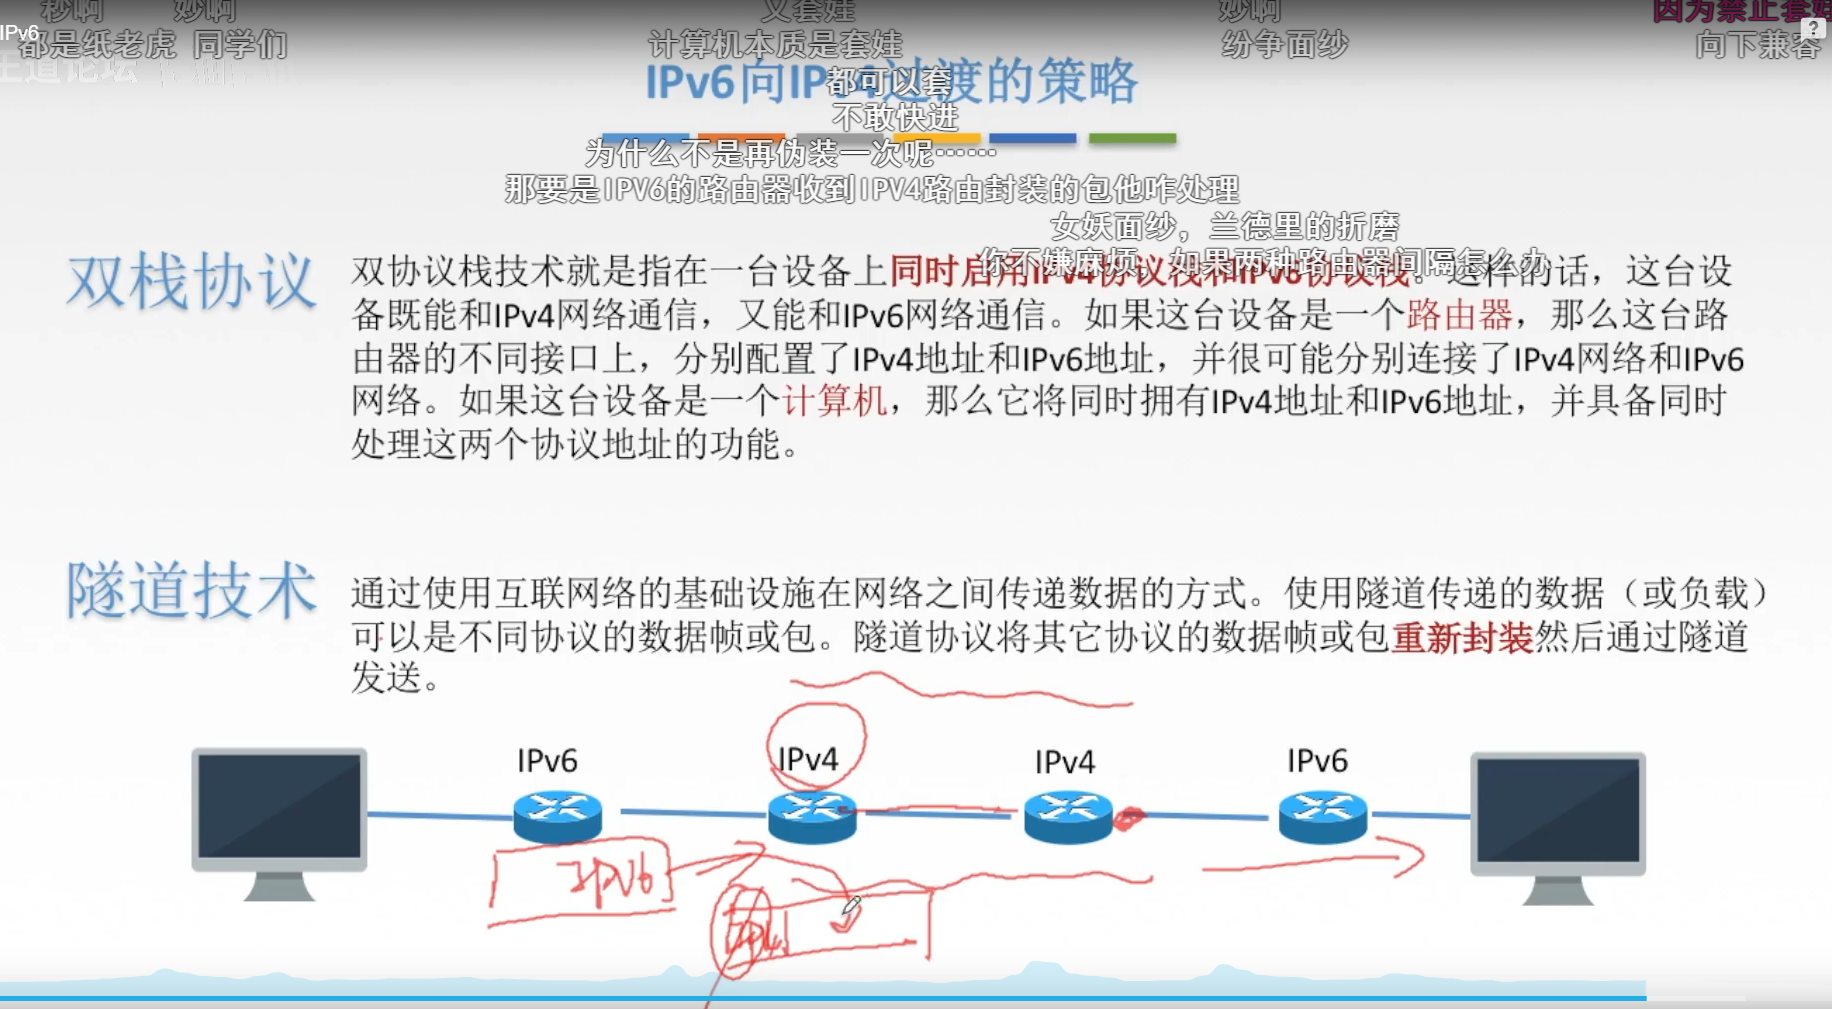 秒啊
妙啊
又套娃
妙啊
因为禁止套娃
IPv6
都是纸老虎 同学们
计算机本质是套娃
纷争面纱
向下兼容
王道论坛
IPv6向IPv4过渡的策略
都可以套
不敢快进
为什么不是再伪装一次呢……
那要是IPV6的路由器收到IPV4路由封装的包他咋处理
女妖面纱，兰德里的折磨
你不嫌麻烦，如果两种路由器间隔怎么办
双栈协议
双协议栈技术就是指在一台设备上同时启用IPv4协议栈和IPv6协议栈。这样的话，这台设
备既能和IPv4网络通信，又能和IPv6网络通信。如果这台设备是一个路由器，那么这台路
由器的不同接口上，分别配置了IPv4地址和IPv6地址，并很可能分别连接了IPv4网络和IPv6
网络。如果这台设备是一个计算机，那么它将同时拥有IPv4地址和IPv6地址，并具备同时
处理这两个协议地址的功能。
隧道技术
通过使用互联网络的基础设施在网络之间传递数据的方式。使用隧道传递的数据（或负载）
可以是不同协议的数据帧或包。隧道协议将其它协议的数据帧或包重新封装然后通过隧道
发送。
IPv6
IPv4
IPv4
IPv6
IPV6